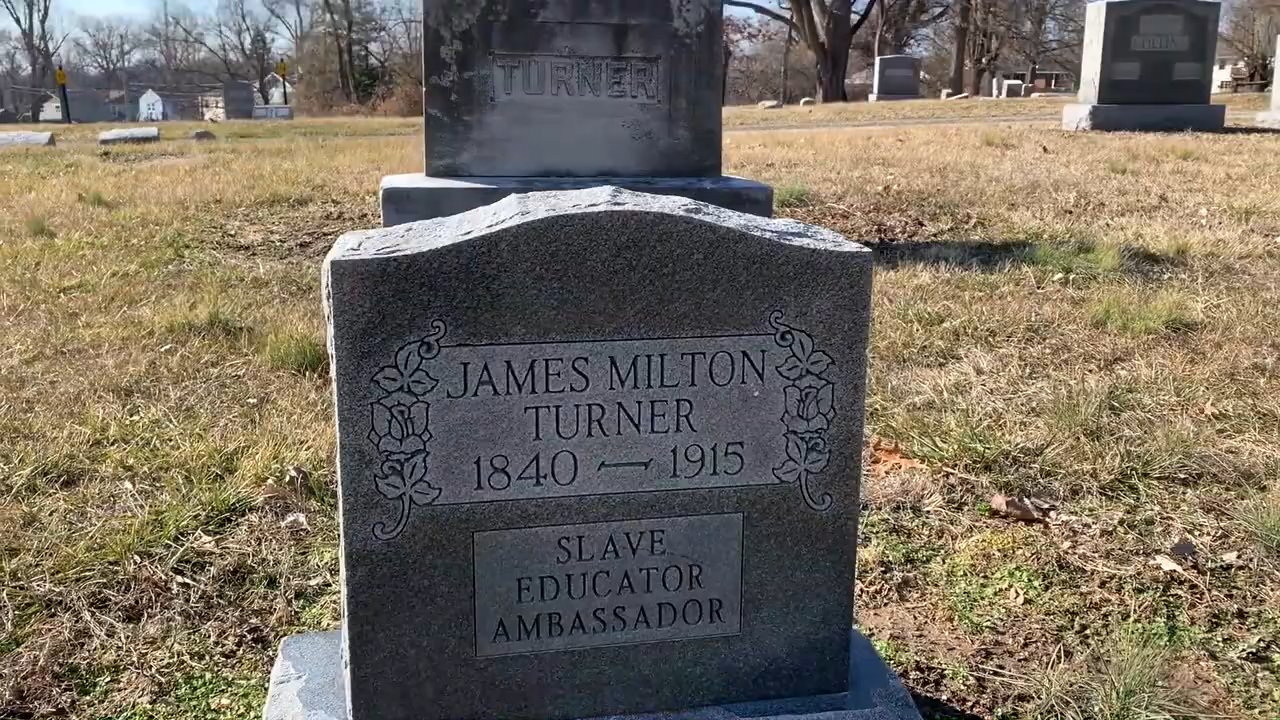 TURNER
JAMES MILTON
TURNER
1840 — 1915
SLAVE
EDUCATOR
AMBASSADOR